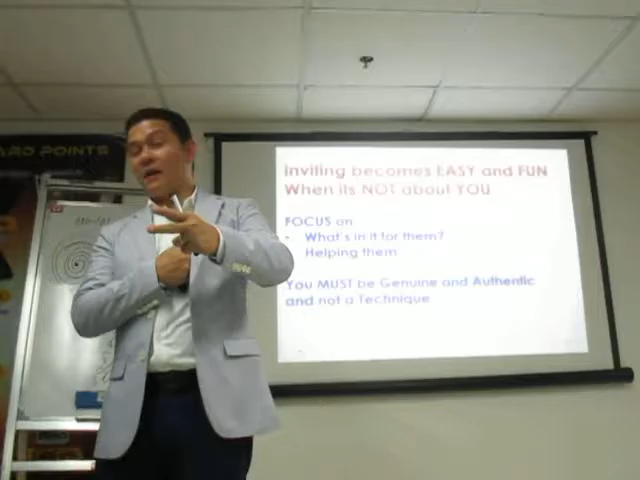 ARD POINTS
Inviting becomes EASY and FUN
When its NOT about YOU
FOCUS on
• What's in it for them?
Helping them
You MUST be Genuine and Authentic
and not a Technique